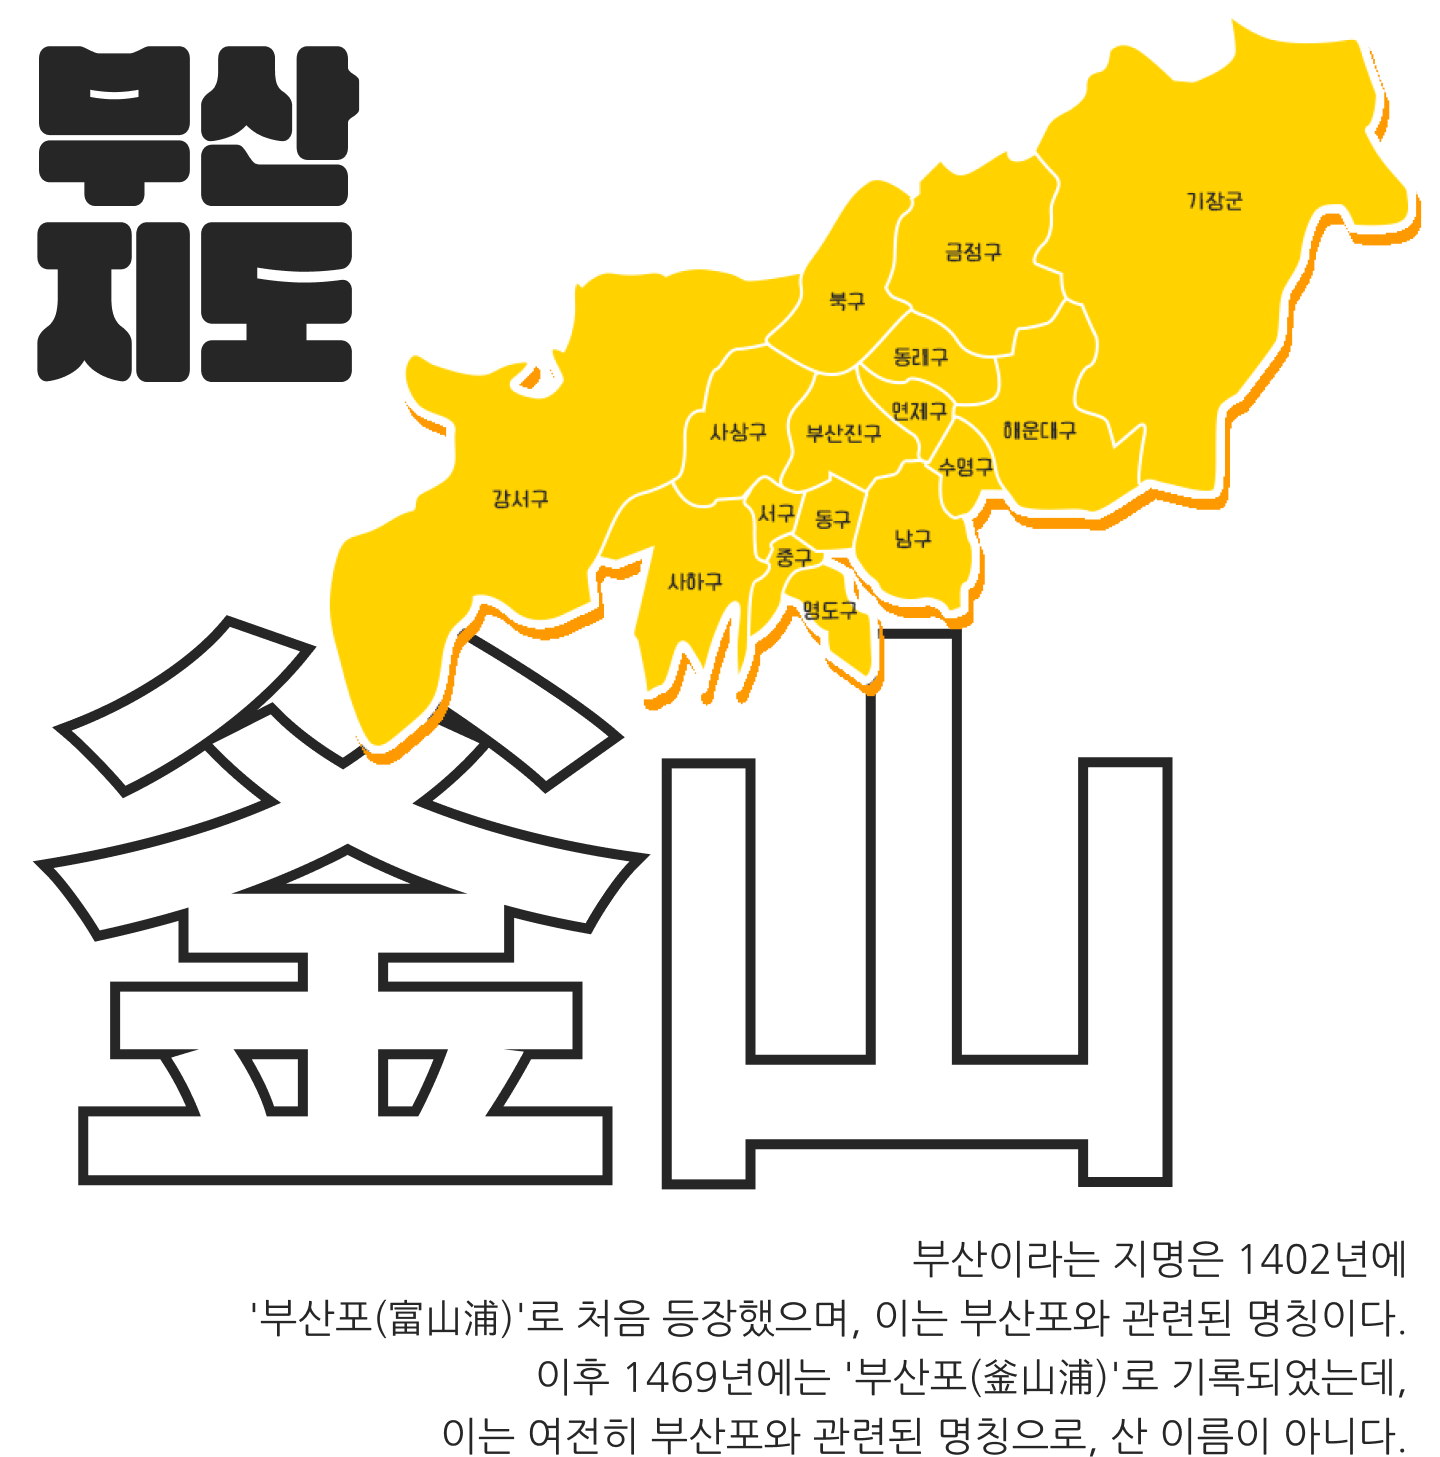 부산
지도
기장군
금정구
북구
동래구
연제구
해운대구
사상구
부산진구
수영구
강서구
서구
동구
남구
중구
사하구
명도구
釜山
부산이라는 지명은 1402년에
'부산포(富山浦)'로 처음 등장했으며, 이는 부산포와 관련된 명칭이다.
이후 1469년에는 '부산포(釜山浦)'로 기록되었는데,
이는 여전히 부산포와 관련된 명칭으로, 산 이름이 아니다.